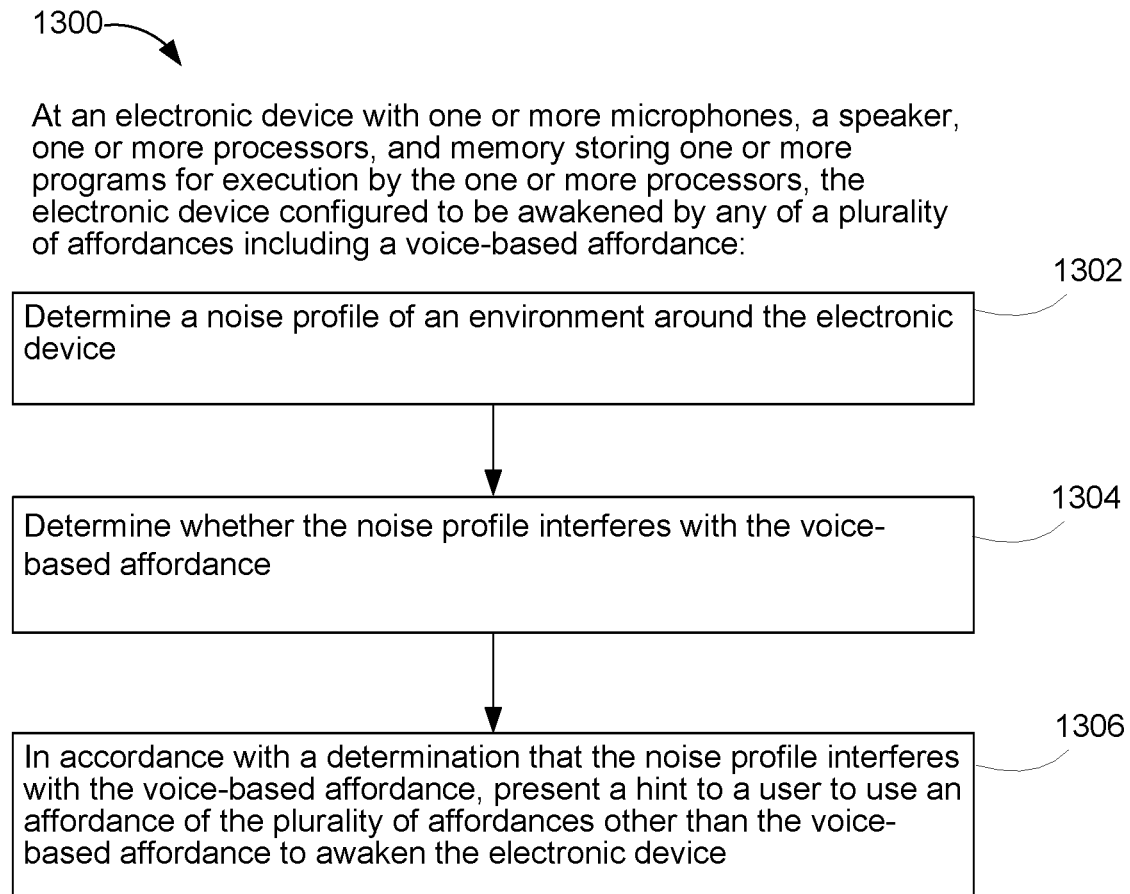 1300
At an electronic device with one or more microphones, a speaker,
one or more processors, and memory storing one or more
programs for execution by the one or more processors, the
electronic device configured to be awakened by any of a plurality
of affordances including a voice-based affordance:
1302
Determine a noise profile of an environment around the electronic
device
1304
Determine whether the noise profile interferes with the voice-
based affordance
1306
In accordance with a determination that the noise profile interferes
with the voice-based affordance, present a hint to a user to use an
affordance of the plurality of affordances other than the voice-
based affordance to awaken the electronic device